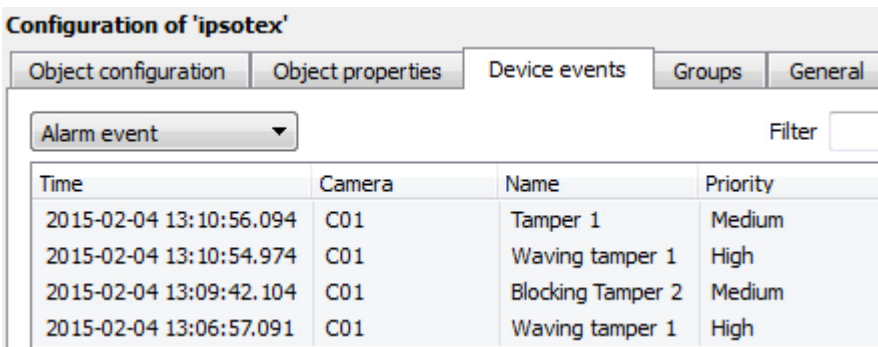 Configuration of 'ipsotex'
Object configuration Object properties Device events Groups General
Alarm event Filter
Time Camera Name Priority
2015-02-04 13:10:56.094 C01 Tamper 1 Medium
2015-02-04 13:10:54.974 C01 Waving tamper 1 High
2015-02-04 13:09:42.104 C01 Blocking Tamper 2 Medium
2015-02-04 13:06:57.091 C01 Waving tamper 1 High